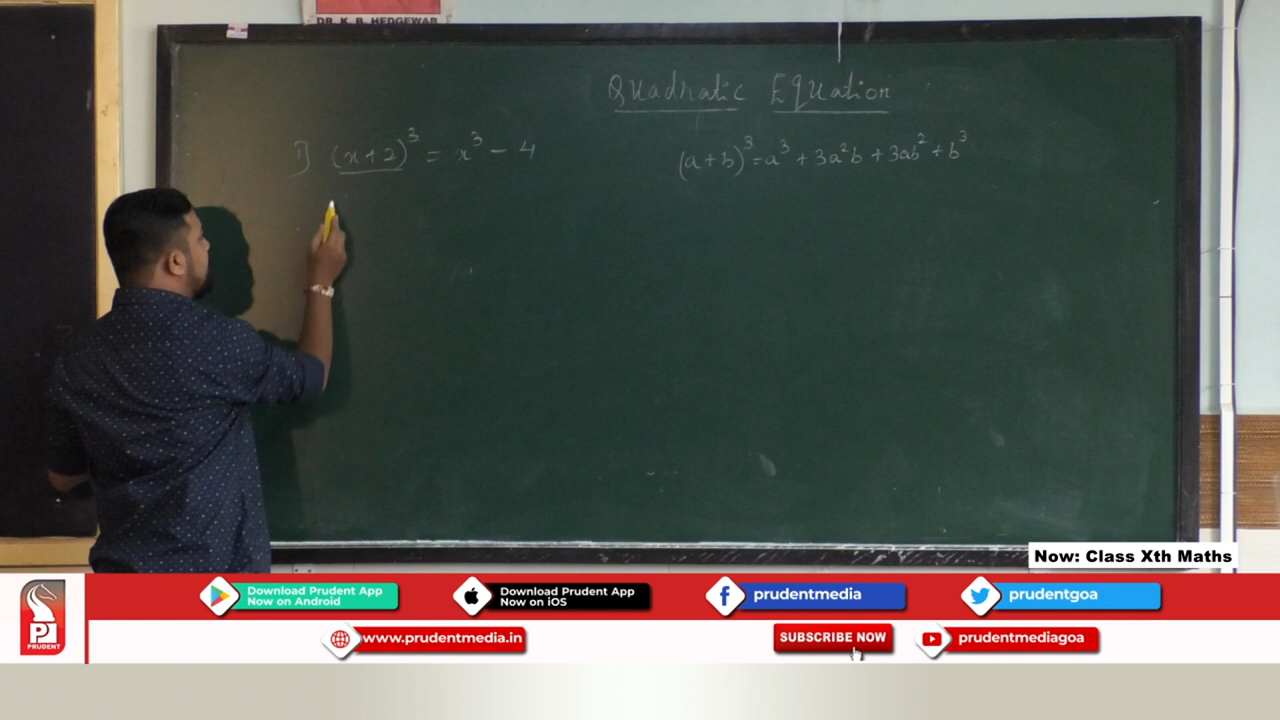 DR. K. B. HEDGEWAR
Quadratic Equation
1) (x+2)³ = x³ - 4
(a+b)³ = a³ + 3a²b + 3ab² + b³
Now: Class Xth Maths
Download Prudent App
Now on Android
Download Prudent App
Now on iOS
prudentmedia
prudentgoa
PRUDENT
www.prudentmedia.in
SUBSCRIBE NOW
prudentmediagoa